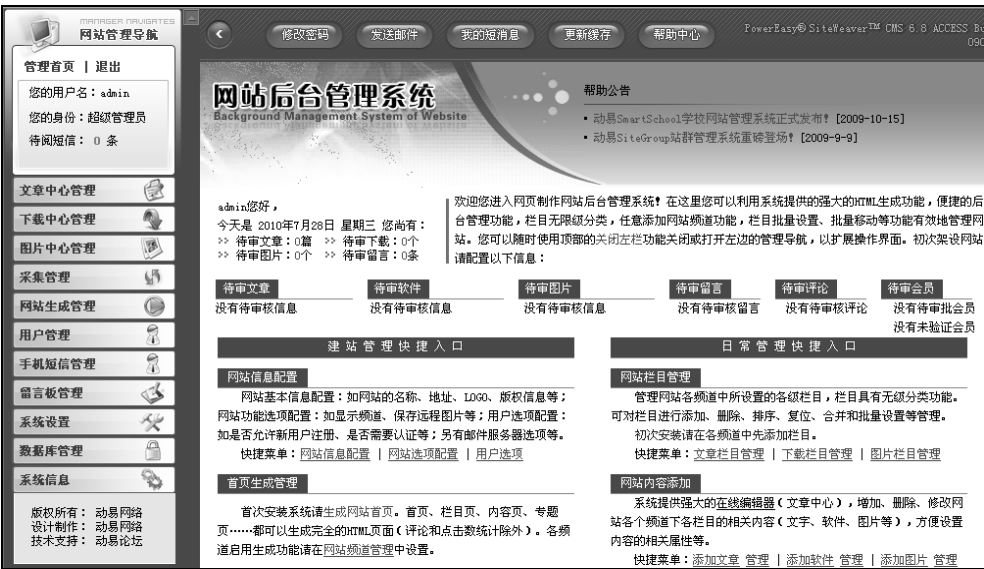 MANAGER NAVIGATES
网站管理导航
管理首页 | 退出
您的用户名：admin
您的身份：超级管理员
待阅短信： 0 条
文章中心管理
下载中心管理
图片中心管理
采集管理
网站生成管理
用户管理
手机短信管理
留言板管理
系统设置
数据库管理
系统信息
版权所有： 动易网络
设计制作： 动易网络
技术支持： 动易论坛
修改密码 发送邮件 我的短消息 更新缓存 帮助中心
PowerEasy® SiteWeaver™ CMS 6.8 ACCESS Bu
090
网站后台管理系统
Background Management System of Website
帮助公告
动易SmartSchool学校网站管理系统正式发布！[2009-10-15]
动易SiteGroup站群管理系统重磅登场！[2009-9-9]
admin您好，
今天是 2010年7月28日 星期三 您尚有：
>> 待审文章：0篇 >> 待审下载：0个
>> 待审图片：0个 >> 待审留言：0条
欢迎您进入网页制作网站后台管理系统！在这里您可以利用系统提供的强大的HTML生成功能，便捷的后
台管理功能，栏目无限级分类，任意添加网站频道功能，栏目批量设置、批量移动等功能有效地管理网
站。您可以随时使用顶部的关闭左栏功能关闭或打开左边的管理导航，以扩展操作界面。初次架设网站
请配置以下信息：
待审文章 待审软件 待审图片 待审留言 待审评论 待审会员
没有待审核信息 没有待审核信息 没有待审核信息 没有待审核留言 没有待审核评论 没有待审批会员
没有未验证会员
建 站 管 理 快 捷 入 口
网站信息配置
网站基本信息配置：如网站的名称、地址、LOGO、版权信息等；
网站功能选项配置：如显示频道、保存远程图片等；用户选项配置：
如是否允许新用户注册、是否需要认证等；另有邮件服务器选项等。
快捷菜单：网站信息配置 | 网站选项配置 | 用户选项
首页生成管理
首次安装系统请生成网站首页。首页、栏目页、内容页、专题
页……都可以生成完全的HTML页面（评论和点击数统计除外）。各频
道启用生成功能请在网站频道管理中设置。
日 常 管 理 快 捷 入 口
网站栏目管理
管理网站各频道中所设置的各级栏目，栏目具有无级分类功能。
可对栏目进行添加、删除、排序、复位、合并和批量设置等管理。
初次安装请在各频道中先添加栏目。
快捷菜单：文章栏目管理 | 下载栏目管理 | 图片栏目管理
网站内容添加
系统提供强大的在线编辑器（文章中心），增加、删除、修改网
站各个频道下各栏目的相关内容（文字、软件、图片等），方便设置
内容的相关属性等。
快捷菜单：添加文章 管理 | 添加软件 管理 | 添加图片 管理